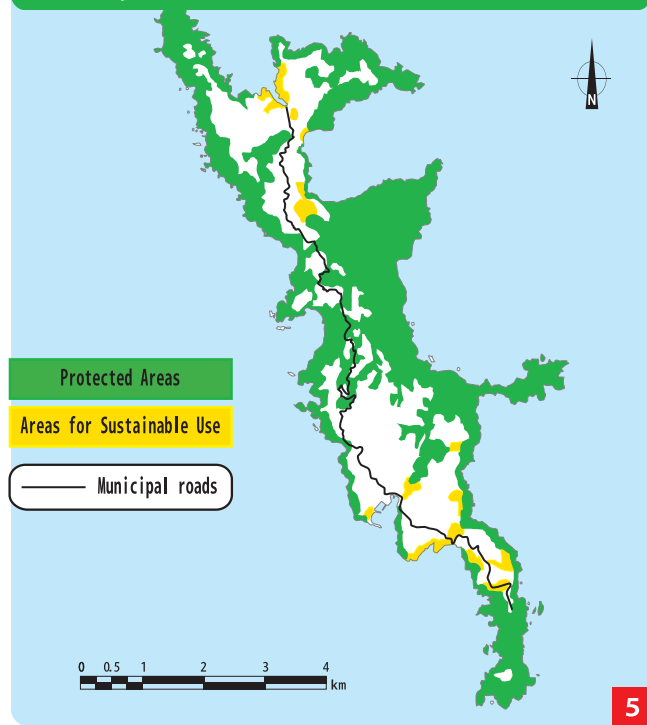 N
Protected Areas
Areas for Sustainable Use
Municipal roads
0 0.5 1 2 3 4
km
5